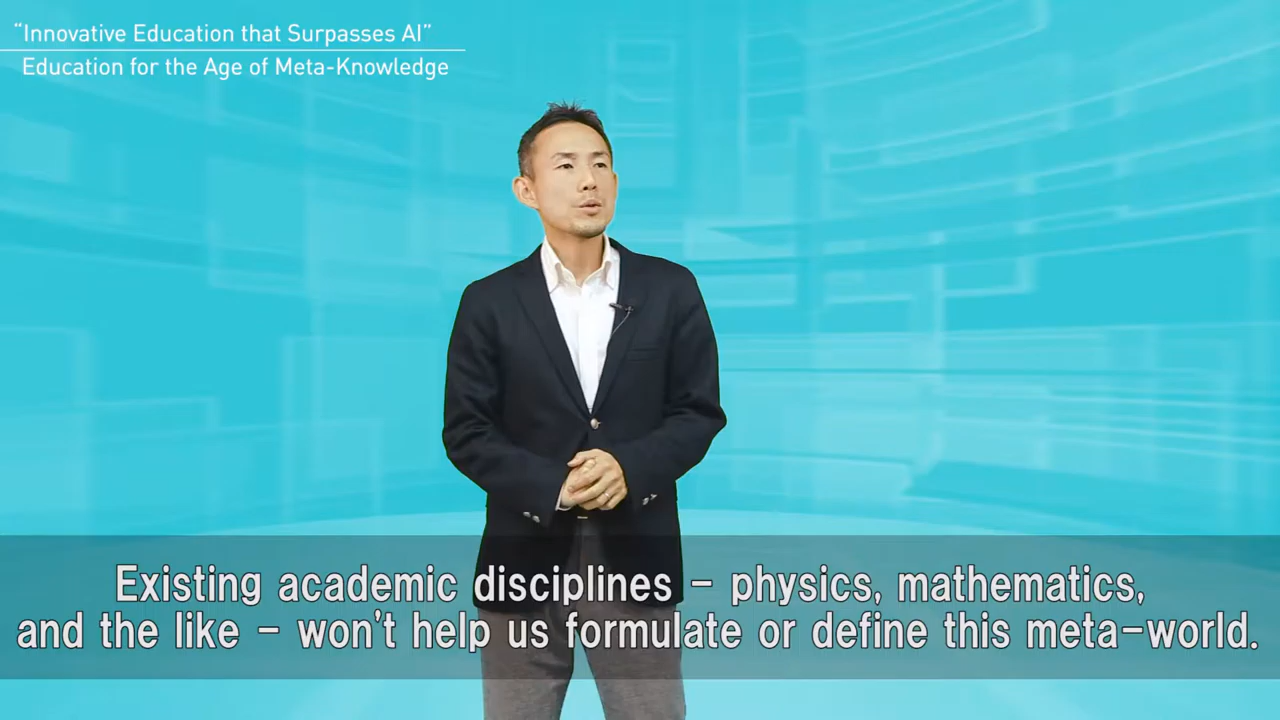 “Innovative Education that Surpasses AI”
Education for the Age of Meta-Knowledge
Existing academic disciplines – physics, mathematics,
and the like – won't help us formulate or define this meta-world.